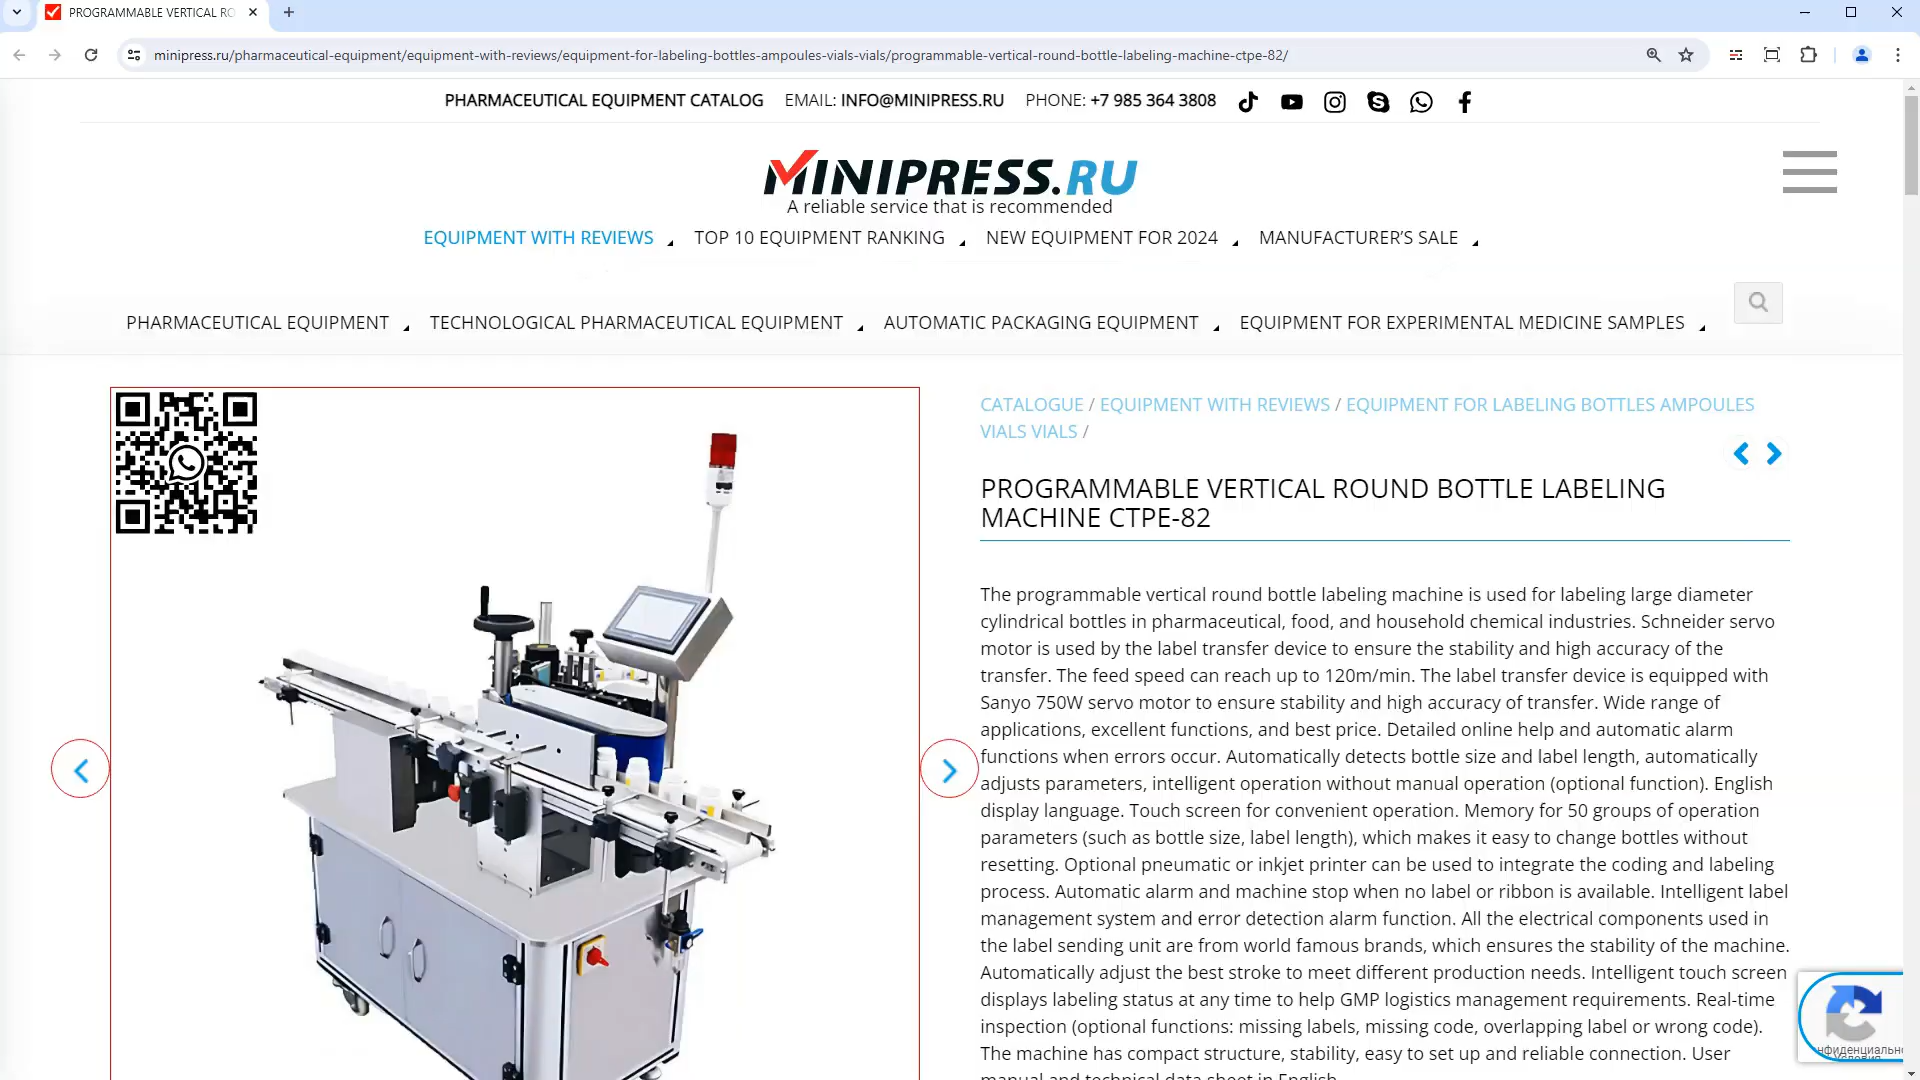 PROGRAMMABLE VERTICAL RO
minipress.ru/pharmaceutical-equipment/equipment-with-reviews/equipment-for-labeling-bottles-ampoules-vials-vials/programmable-vertical-round-bottle-labeling-machine-ctpe-82/
PHARMACEUTICAL EQUIPMENT CATALOG EMAIL: INFO@MINIPRESS.RU PHONE: +7 985 364 3808
MINIPRESS.RU
A reliable service that is recommended
EQUIPMENT WITH REVIEWS TOP 10 EQUIPMENT RANKING NEW EQUIPMENT FOR 2024 MANUFACTURER’S SALE
PHARMACEUTICAL EQUIPMENT TECHNOLOGICAL PHARMACEUTICAL EQUIPMENT AUTOMATIC PACKAGING EQUIPMENT EQUIPMENT FOR EXPERIMENTAL MEDICINE SAMPLES
CATALOGUE / EQUIPMENT WITH REVIEWS / EQUIPMENT FOR LABELING BOTTLES AMPOULES
VIALS VIALS /
PROGRAMMABLE VERTICAL ROUND BOTTLE LABELING
MACHINE CTPE-82
The programmable vertical round bottle labeling machine is used for labeling large diameter
cylindrical bottles in pharmaceutical, food, and household chemical industries. Schneider servo
motor is used by the label transfer device to ensure the stability and high accuracy of the
transfer. The feed speed can reach up to 120m/min. The label transfer device is equipped with
Sanyo 750W servo motor to ensure stability and high accuracy of transfer. Wide range of
applications, excellent functions, and best price. Detailed online help and automatic alarm
functions when errors occur. Automatically detects bottle size and label length, automatically
adjusts parameters, intelligent operation without manual operation (optional function). English
display language. Touch screen for convenient operation. Memory for 50 groups of operation
parameters (such as bottle size, label length), which makes it easy to change bottles without
resetting. Optional pneumatic or inkjet printer can be used to integrate the coding and labeling
process. Automatic alarm and machine stop when no label or ribbon is available. Intelligent label
management system and error detection alarm function. All the electrical components used in
the label sending unit are from world famous brands, which ensures the stability of the machine.
Automatically adjust the best stroke to meet different production needs. Intelligent touch screen
displays labeling status at any time to help GMP logistics management requirements. Real-time
inspection (optional functions: missing labels, missing code, overlapping label or wrong code).
The machine has compact structure, stability, easy to set up and reliable connection. User
manual and technical data sheet in English.